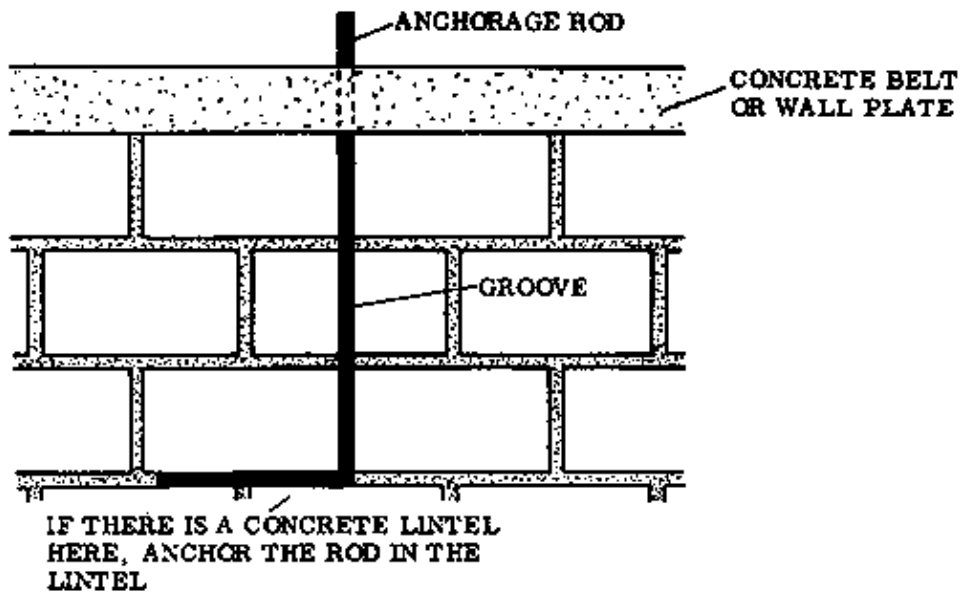 ANCHORAGE ROD
CONCRETE BELT
OR WALL PLATE
GROOVE
IF THERE IS A CONCRETE LINTEL
HERE, ANCHOR THE ROD IN THE
LINTEL